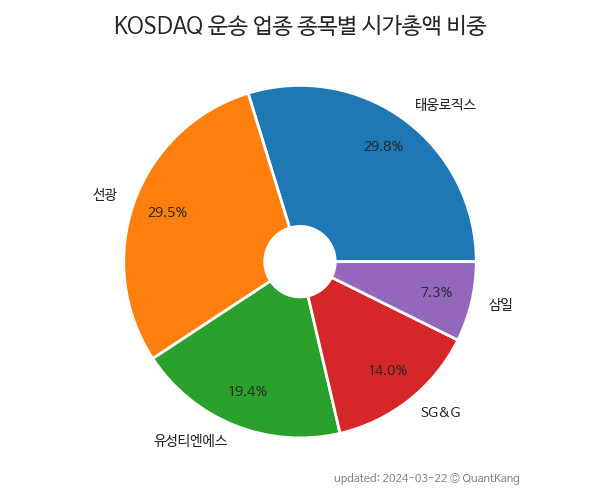 KOSDAQ 운송 업종 종목별 시가총액 비중
태웅로직스
29.8%
선광
29.5%
7.3%
삼일
14.0%
19.4%
SG&G
유성티엔에스
updated: 2024-03-22 © QuantKang